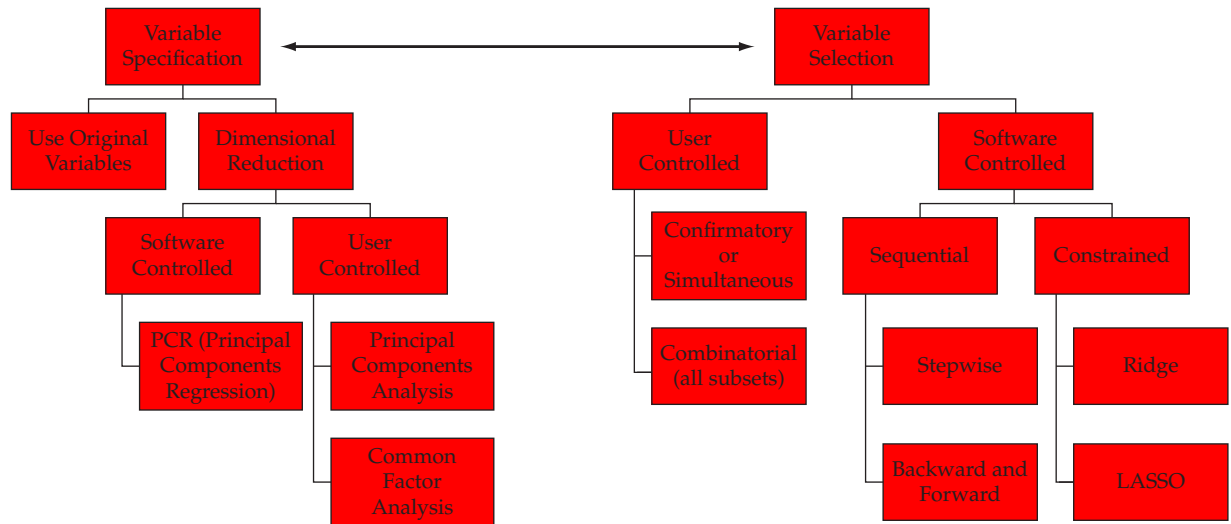 Variable
Specification
Variable
Selection
Use Original
Variables
Dimensional
Reduction
User
Controlled
Software
Controlled
Software
Controlled
User
Controlled
Confirmatory
or
Simultaneous
Sequential
Constrained
PCR (Principal
Components
Regression)
Principal
Components
Analysis
Combinatorial
(all subsets)
Stepwise
Ridge
Common
Factor
Analysis
Backward and
Forward
LASSO